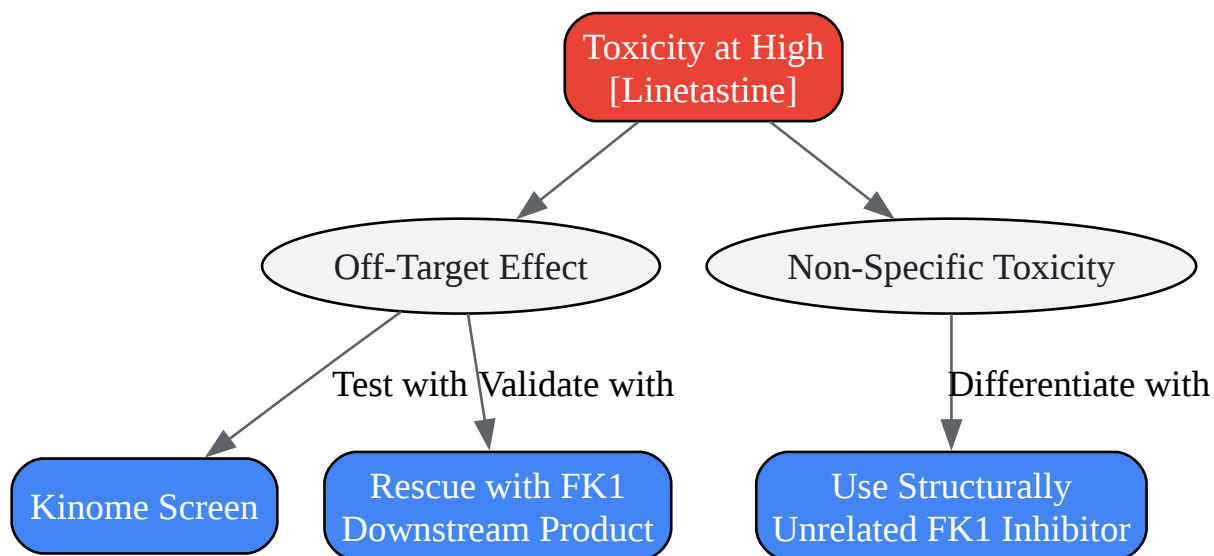 Toxicity at High
[Linetastine]
Off-Target Effect
Non-Specific Toxicity
Test with
Validate with
Differentiate with
Kinome Screen
Rescue with FK1
Downstream Product
Use Structurally
Unrelated FK1 Inhibitor